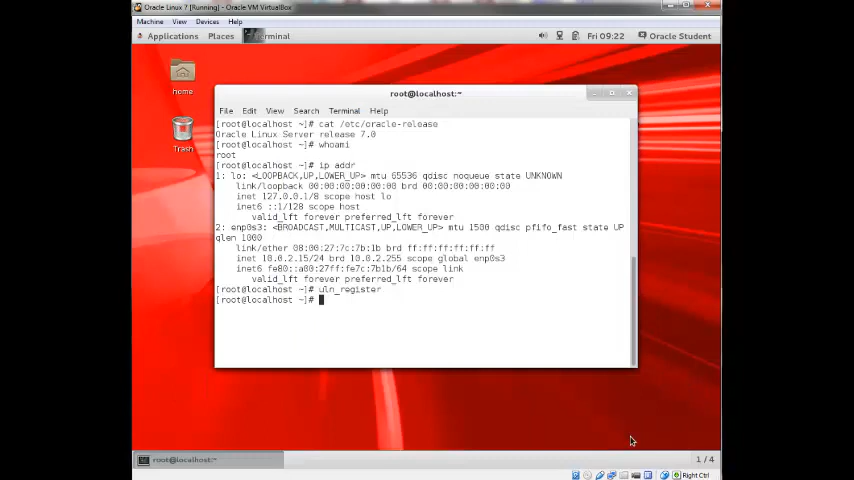 Oracle Linux 7 [Running] - Oracle VM VirtualBox
Machine View Devices Help
Applications Places Terminal Fri 09:22 Oracle Student
home
Trash
root@localhost:~
File Edit View Search Terminal Help
[root@localhost ~]# cat /etc/oracle-release
Oracle Linux Server release 7.0
[root@localhost ~]# whoami
root
[root@localhost ~]# ip addr
1: lo: <LOOPBACK,UP,LOWER_UP> mtu 65536 qdisc noqueue state UNKNOWN
link/loopback 00:00:00:00:00:00 brd 00:00:00:00:00:00
inet 127.0.0.1/8 scope host lo
inet6 ::1/128 scope host
valid_lft forever preferred_lft forever
2: enp0s3: <BROADCAST,MULTICAST,UP,LOWER_UP> mtu 1500 qdisc pfifo_fast state UP
qlen 1000
link/ether 08:00:27:7c:7b:1b brd ff:ff:ff:ff:ff:ff
inet 10.0.2.15/24 brd 10.0.2.255 scope global enp0s3
inet6 fe80::a00:27ff:fe7c:7b1b/64 scope link
valid_lft forever preferred_lft forever
[root@localhost ~]# uln_register
[root@localhost ~]#
root@localhost:~
1 / 4
Right Ctrl